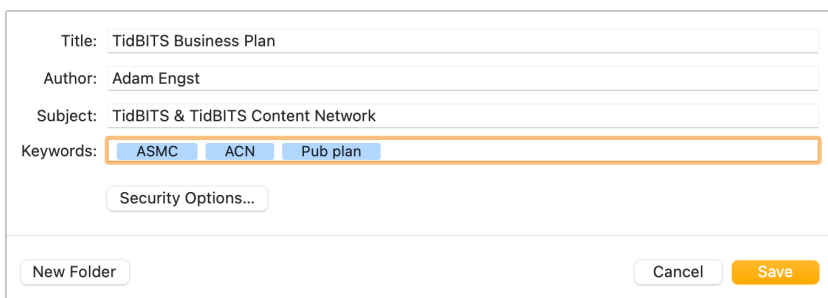 Title: TidBITS Business Plan
Author: Adam Engst
Subject: TidBITS & TidBITS Content Network
Keywords: ASMC ACN Pub plan
Security Options...
New Folder Cancel Save